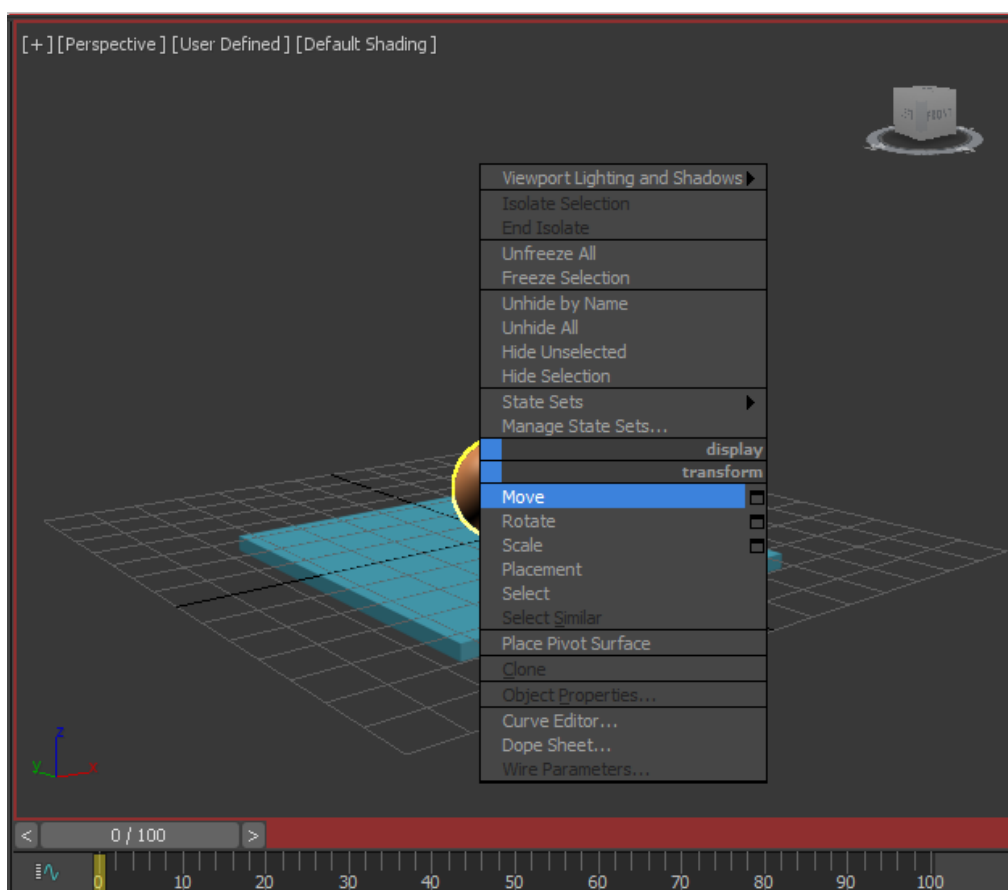 [+] [Perspective] [User Defined] [Default Shading]
FRONT
Viewport Lighting and Shadows
Isolate Selection
End Isolate
Unfreeze All
Freeze Selection
Unhide by Name
Unhide All
Hide Unselected
Hide Selection
State Sets
Manage State Sets...
display
transform
Move
Rotate
Scale
Placement
Select
Select Similar
Place Pivot Surface
Clone
Object Properties...
Curve Editor...
Dope Sheet...
Wire Parameters...
z
y
x
< 0 / 100 >
0 10 20 30 40 50 60 70 80 90 100